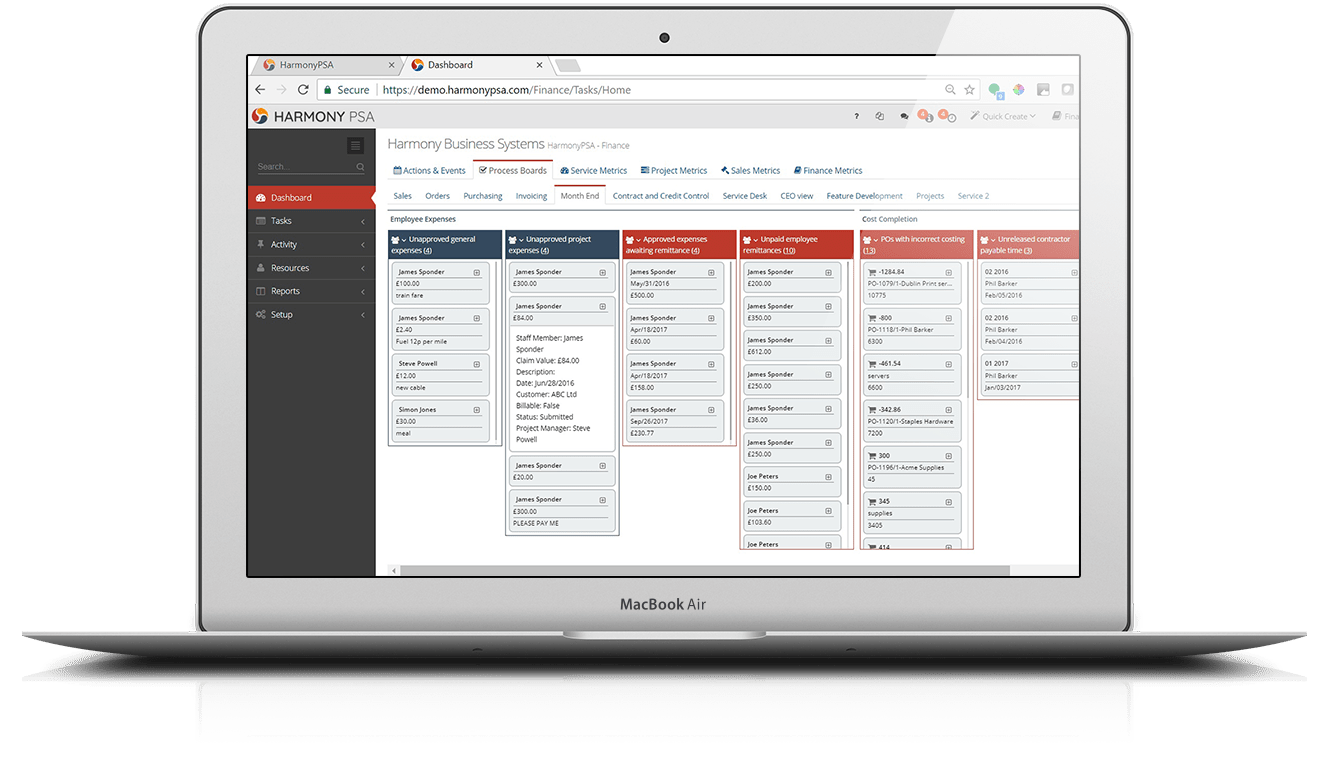 HarmonyPSA
Dashboard
Secure https://demo.harmonypsa.com/Finance/Tasks/Home
HARMONY PSA
? 4 4 Quick Create Fina
Search...
Dashboard
Tasks
Activity
Resources
Reports
Setup
Harmony Business Systems HarmonyPSA - Finance
Actions & Events Process Boards Service Metrics Project Metrics Sales Metrics Finance Metrics
Sales Orders Purchasing Invoicing Month End Contract and Credit Control Service Desk CEO view Feature Development Projects Service 2
Employee Expenses
Unapproved general
expenses (4)
James Sponder
£100.00
train fare
James Sponder
£2.40
Fuel 12p per mile
Steve Powell
£12.00
new cable
Simon Jones
£30.00
meal
Unapproved project
expenses (4)
James Sponder
£300.00
James Sponder
£84.00
Staff Member: James
Sponder
Claim Value: £84.00
Description:
Date: Jun/28/2016
Customer: ABC Ltd
Billable: False
Status: Submitted
Project Manager: Steve
Powell
James Sponder
£20.00
James Sponder
£300.00
PLEASE PAY ME
Approved expenses
awaiting remittance (4)
James Sponder
May/31/2016
£500.00
James Sponder
Apr/18/2017
£60.00
James Sponder
Apr/18/2017
£158.00
James Sponder
Sep/26/2017
£230.77
Unpaid employee
remittances (10)
James Sponder
£200.00
James Sponder
£350.00
James Sponder
£612.00
James Sponder
£250.00
James Sponder
£36.00
James Sponder
£250.00
Joe Peters
£150.00
Joe Peters
£103.60
Joe Peters
Cost Completion
POs with incorrect costing
(13)
-1284.84
PO-1079/1-Dublin Print ser...
10775
-800
PO-1118/1-Phil Barker
6300
-461.54
servers
6600
-342.86
PO-1120/1-Staples Hardware
7200
300
PO-1196/1-Acme Supplies
45
345
supplies
3405
414
Unreleased contractor
payable time (3)
02 2016
Phil Barker
Feb/05/2016
02 2016
Phil Barker
Feb/04/2016
01 2017
Phil Barker
Jan/03/2017
MacBook Air